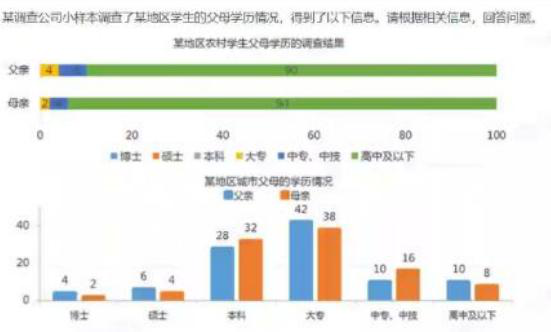 某调查公司小样本调查了某地区学生的父母学历情况，得到了以下信息。请根据相关信息，回答问题。
某地区农村学生父母学历的调查结果
父亲 4 90
母亲 2 94
0 20 40 60 80 100
博士 硕士 本科 大专 中专、中技 高中及以下
某地区城市父母的学历情况
父亲 母亲
40
20
0
4 2 6 4 28 32 42 38 10 16 10 8
博士 硕士 本科 大专 中专、中技 高中及以下